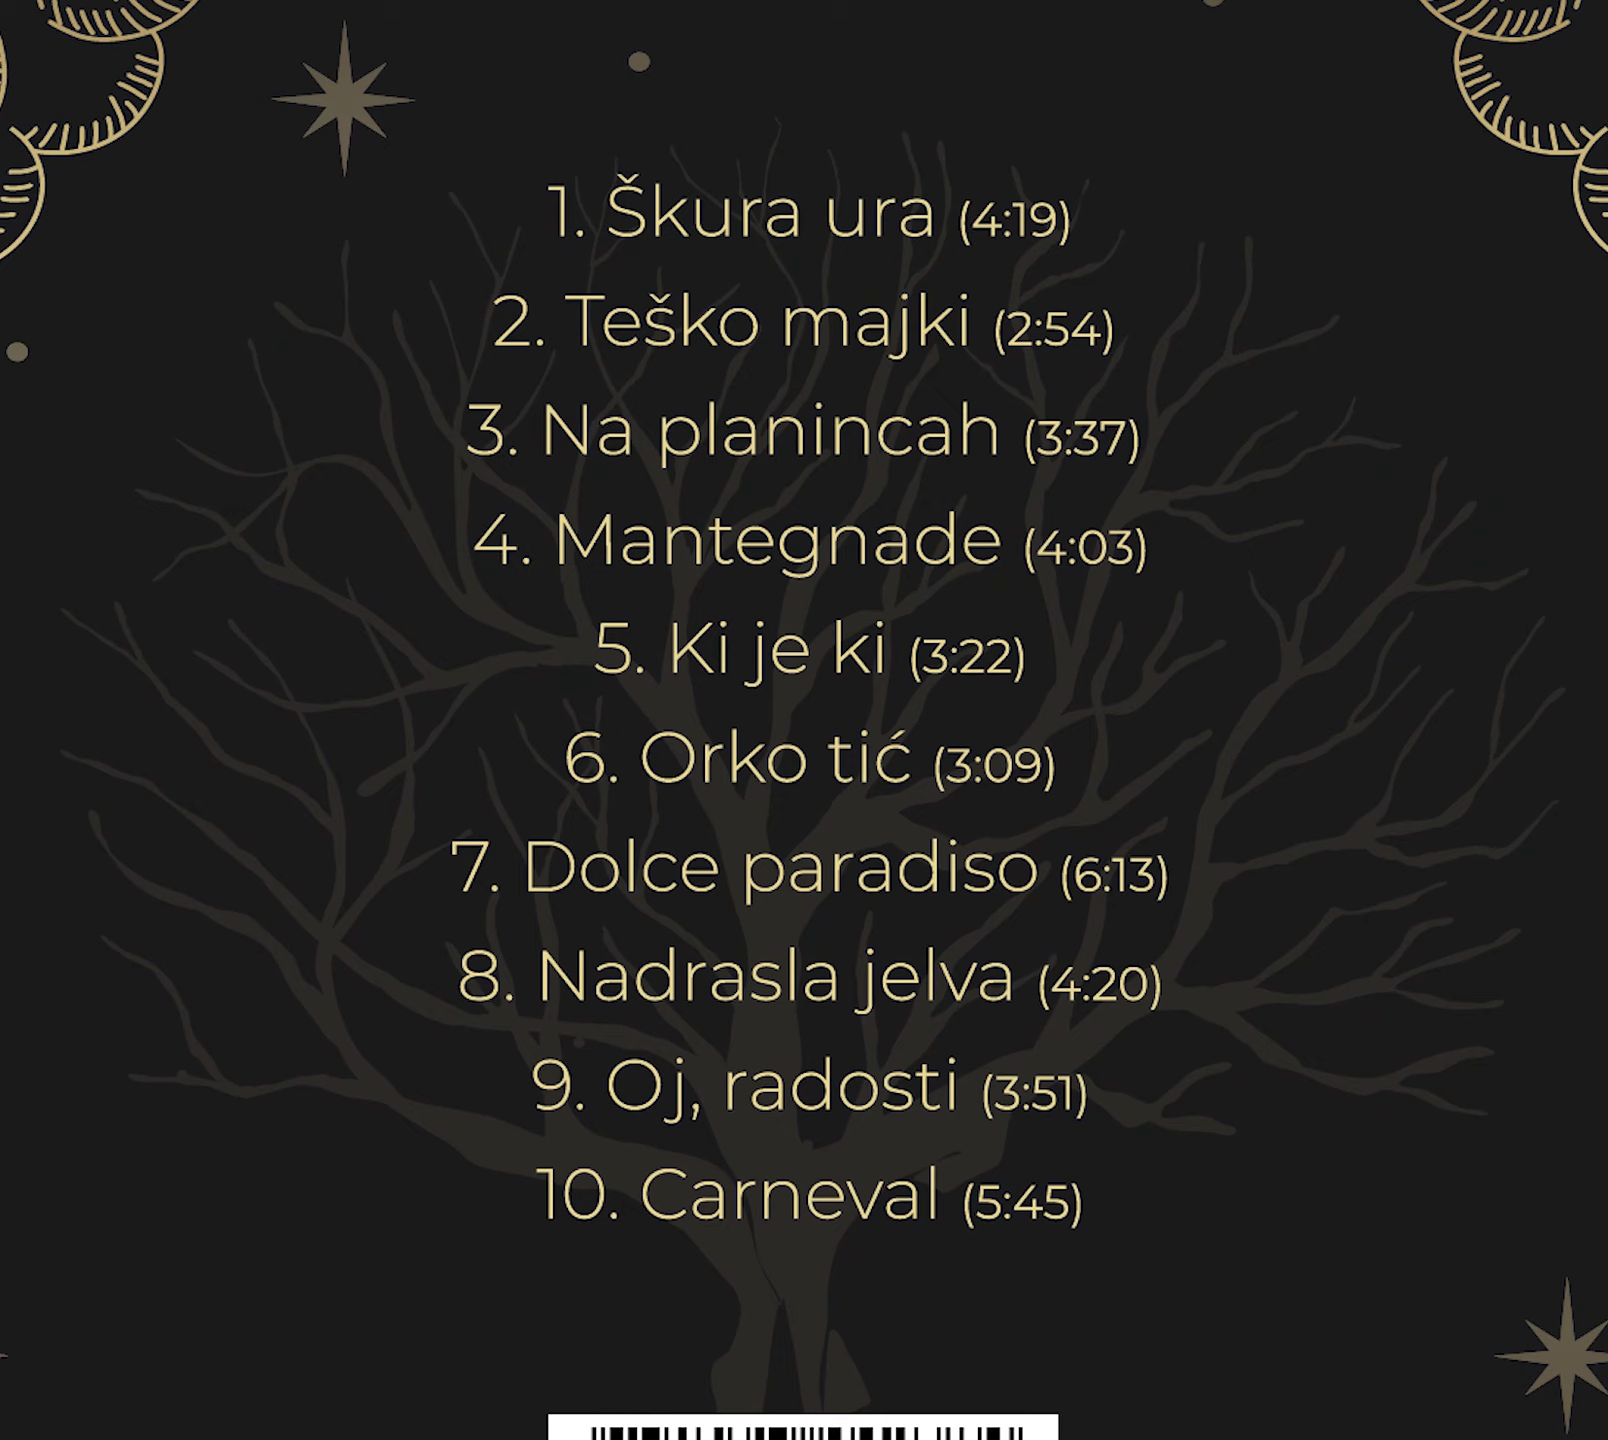 1. Škura ura (4:19)
2. Teško majki (2:54)
3. Na planincah (3:37)
4. Mantegnade (4:03)
5. Ki je ki (3:22)
6. Orko tić (3:09)
7. Dolce paradiso (6:13)
8. Nadrasla jelva (4:20)
9. Oj, radosti (3:51)
10. Carneval (5:45)